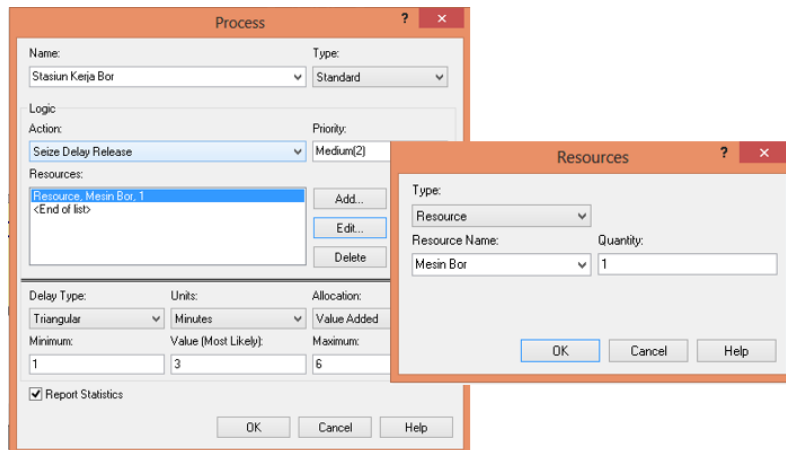 Process
? ×
Name:
Type:
Stasiun Kerja Bor
Standard
Logic
Action:
Priority:
Seize Delay Release
Medium(2)
Resources:
Resource, Mesin Bor, 1
<End of list>
Add...
Edit...
Delete
Delay Type:
Units:
Allocation:
Triangular
Minutes
Value Added
Minimum:
Value (Most Likely):
Maximum:
1
3
6
Report Statistics
OK
Cancel
Help
Resources
? ×
Type:
Resource
Resource Name:
Quantity:
Mesin Bor
1
OK
Cancel
Help